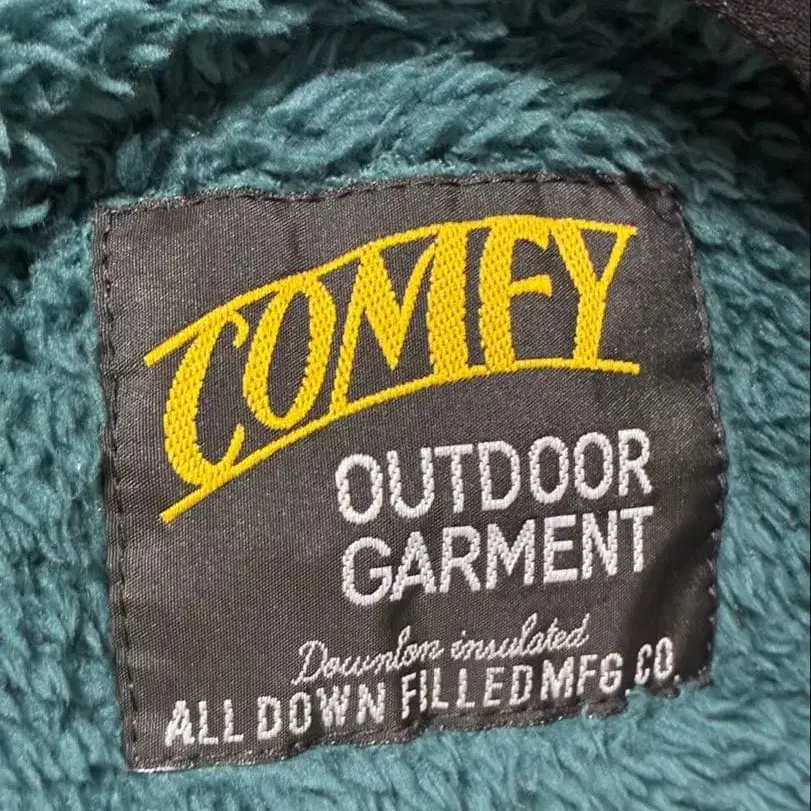 COMFY
OUTDOOR
GARMENT
Downlon insulated
ALL DOWN FILLED MFG.CO.